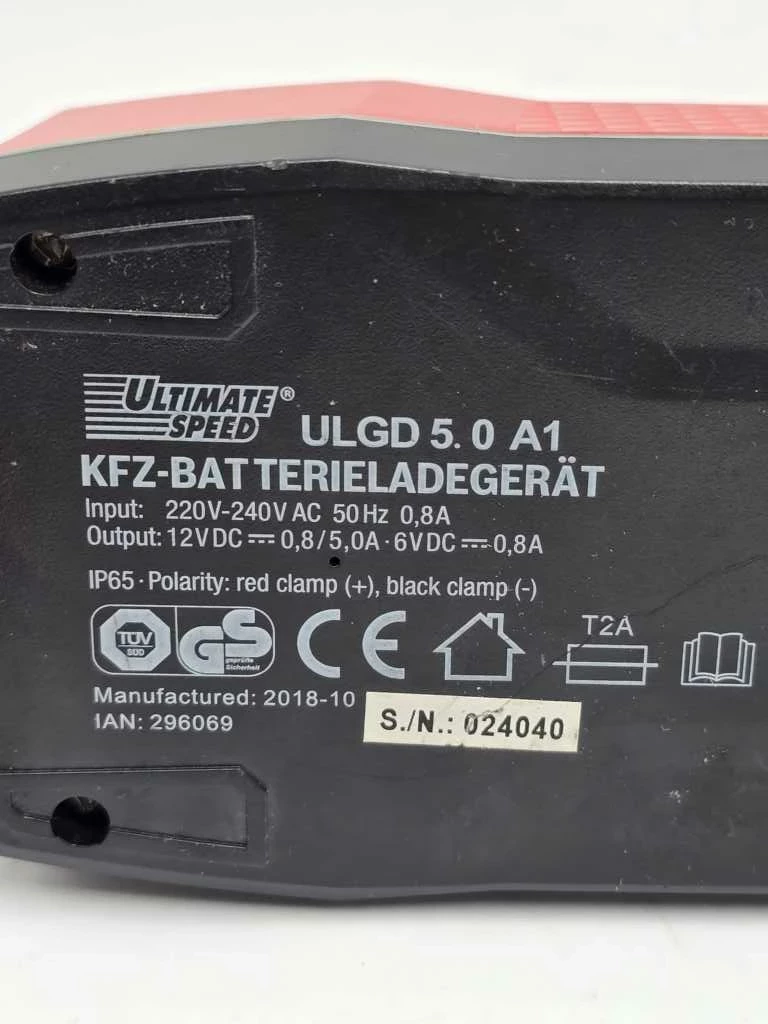 ULTIMATE SPEED® ULGD 5.0 A1
KFZ-BATTERIELADEGERÄT
Input: 220V-240V AC 50Hz 0,8A
Output: 12V DC ⎓ 0,8/5,0A · 6V DC ⎓ 0,8A
IP65 · Polarity: red clamp (+), black clamp (-)
TÜV SÜD GS geprüfte Sicherheit CE T2A
Manufactured: 2018-10
IAN: 296069
S./N.: 024040